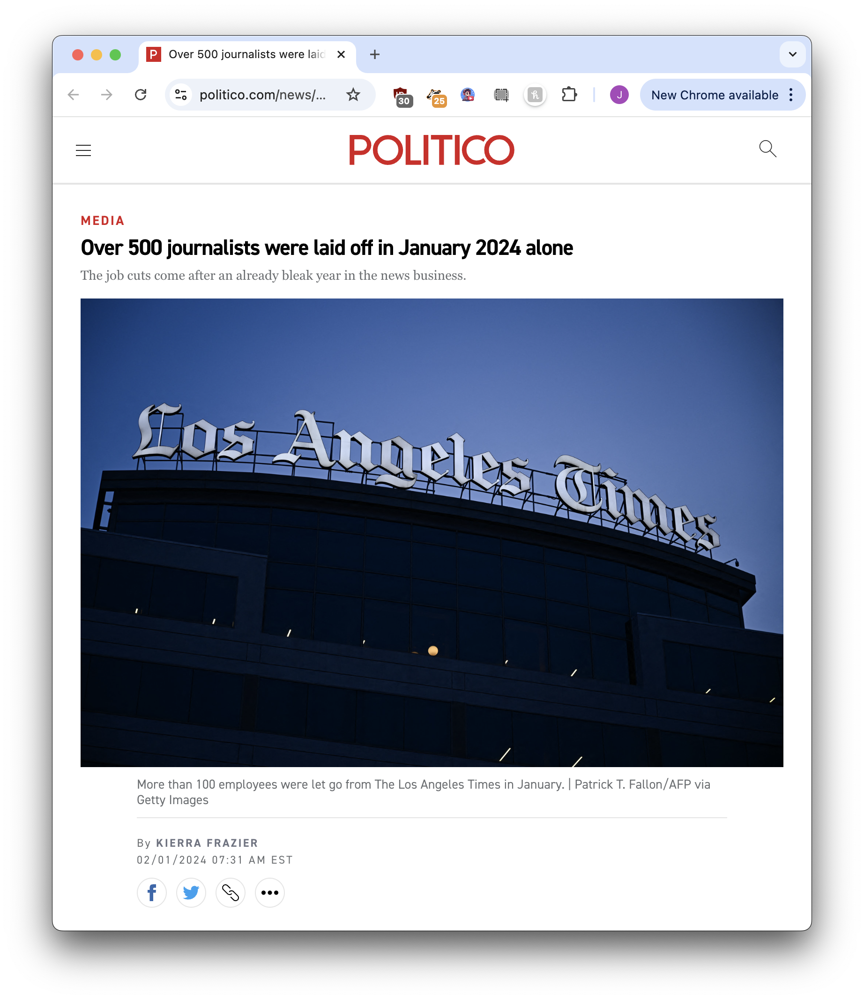 P Over 500 journalists were laid
politico.com/news/...
30
25
J
New Chrome available
POLITICO
MEDIA
Over 500 journalists were laid off in January 2024 alone
The job cuts come after an already bleak year in the news business.
Los Angeles Times
More than 100 employees were let go from The Los Angeles Times in January. | Patrick T. Fallon/AFP via
Getty Images
By KIERRA FRAZIER
02/01/2024 07:31 AM EST